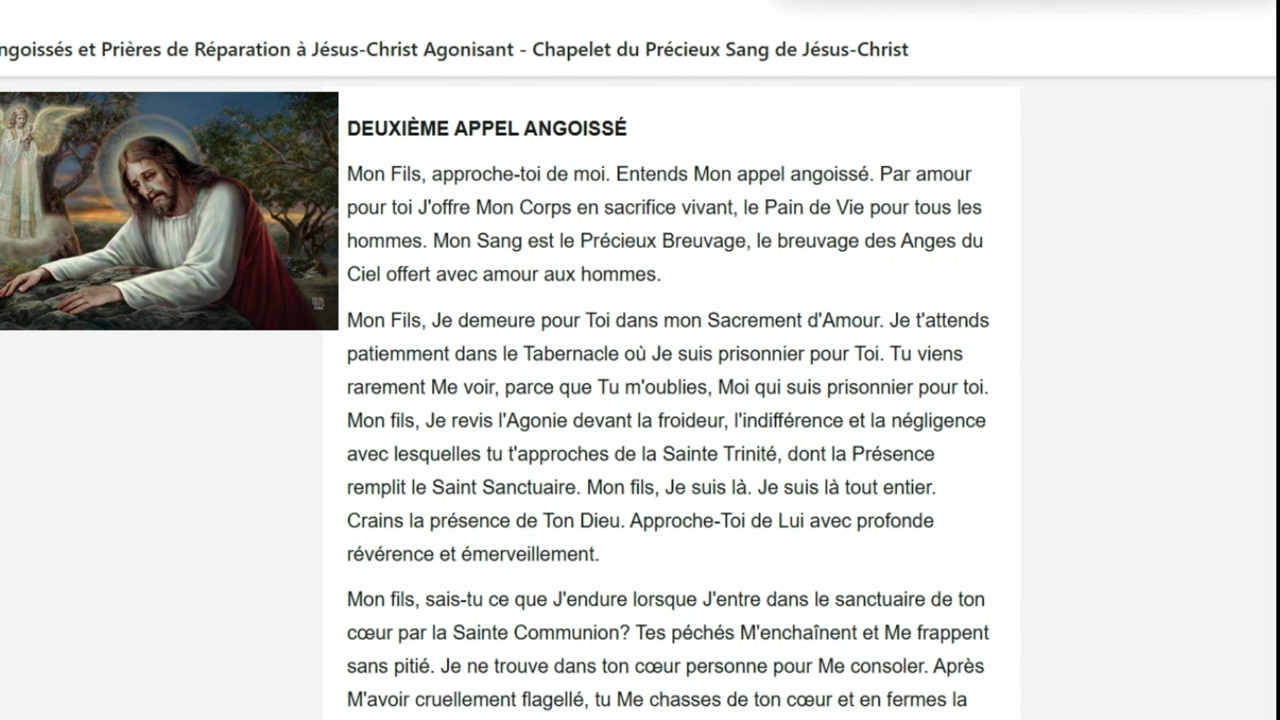 ngoissés et Prières de Réparation à Jésus-Christ Agonisant - Chapelet du Précieux Sang de Jésus-Christ
DEUXIÈME APPEL ANGOISSÉ
Mon Fils, approche-toi de moi. Entends Mon appel angoissé. Par amour
pour toi J'offre Mon Corps en sacrifice vivant, le Pain de Vie pour tous les
hommes. Mon Sang est le Précieux Breuvage, le breuvage des Anges du
Ciel offert avec amour aux hommes.
Mon Fils, Je demeure pour Toi dans mon Sacrement d'Amour. Je t'attends
patiemment dans le Tabernacle où Je suis prisonnier pour Toi. Tu viens
rarement Me voir, parce que Tu m'oublies, Moi qui suis prisonnier pour toi.
Mon fils, Je revis l'Agonie devant la froideur, l'indifférence et la négligence
avec lesquelles tu t'approches de la Sainte Trinité, dont la Présence
remplit le Saint Sanctuaire. Mon fils, Je suis là. Je suis là tout entier.
Crains la présence de Ton Dieu. Approche-Toi de Lui avec profonde
révérence et émerveillement.
Mon fils, sais-tu ce que J'endure lorsque J'entre dans le sanctuaire de ton
cœur par la Sainte Communion? Tes péchés M'enchaînent et Me frappent
sans pitié. Je ne trouve dans ton cœur personne pour Me consoler. Après
M'avoir cruellement flagellé, tu Me chasses de ton cœur et en fermes la